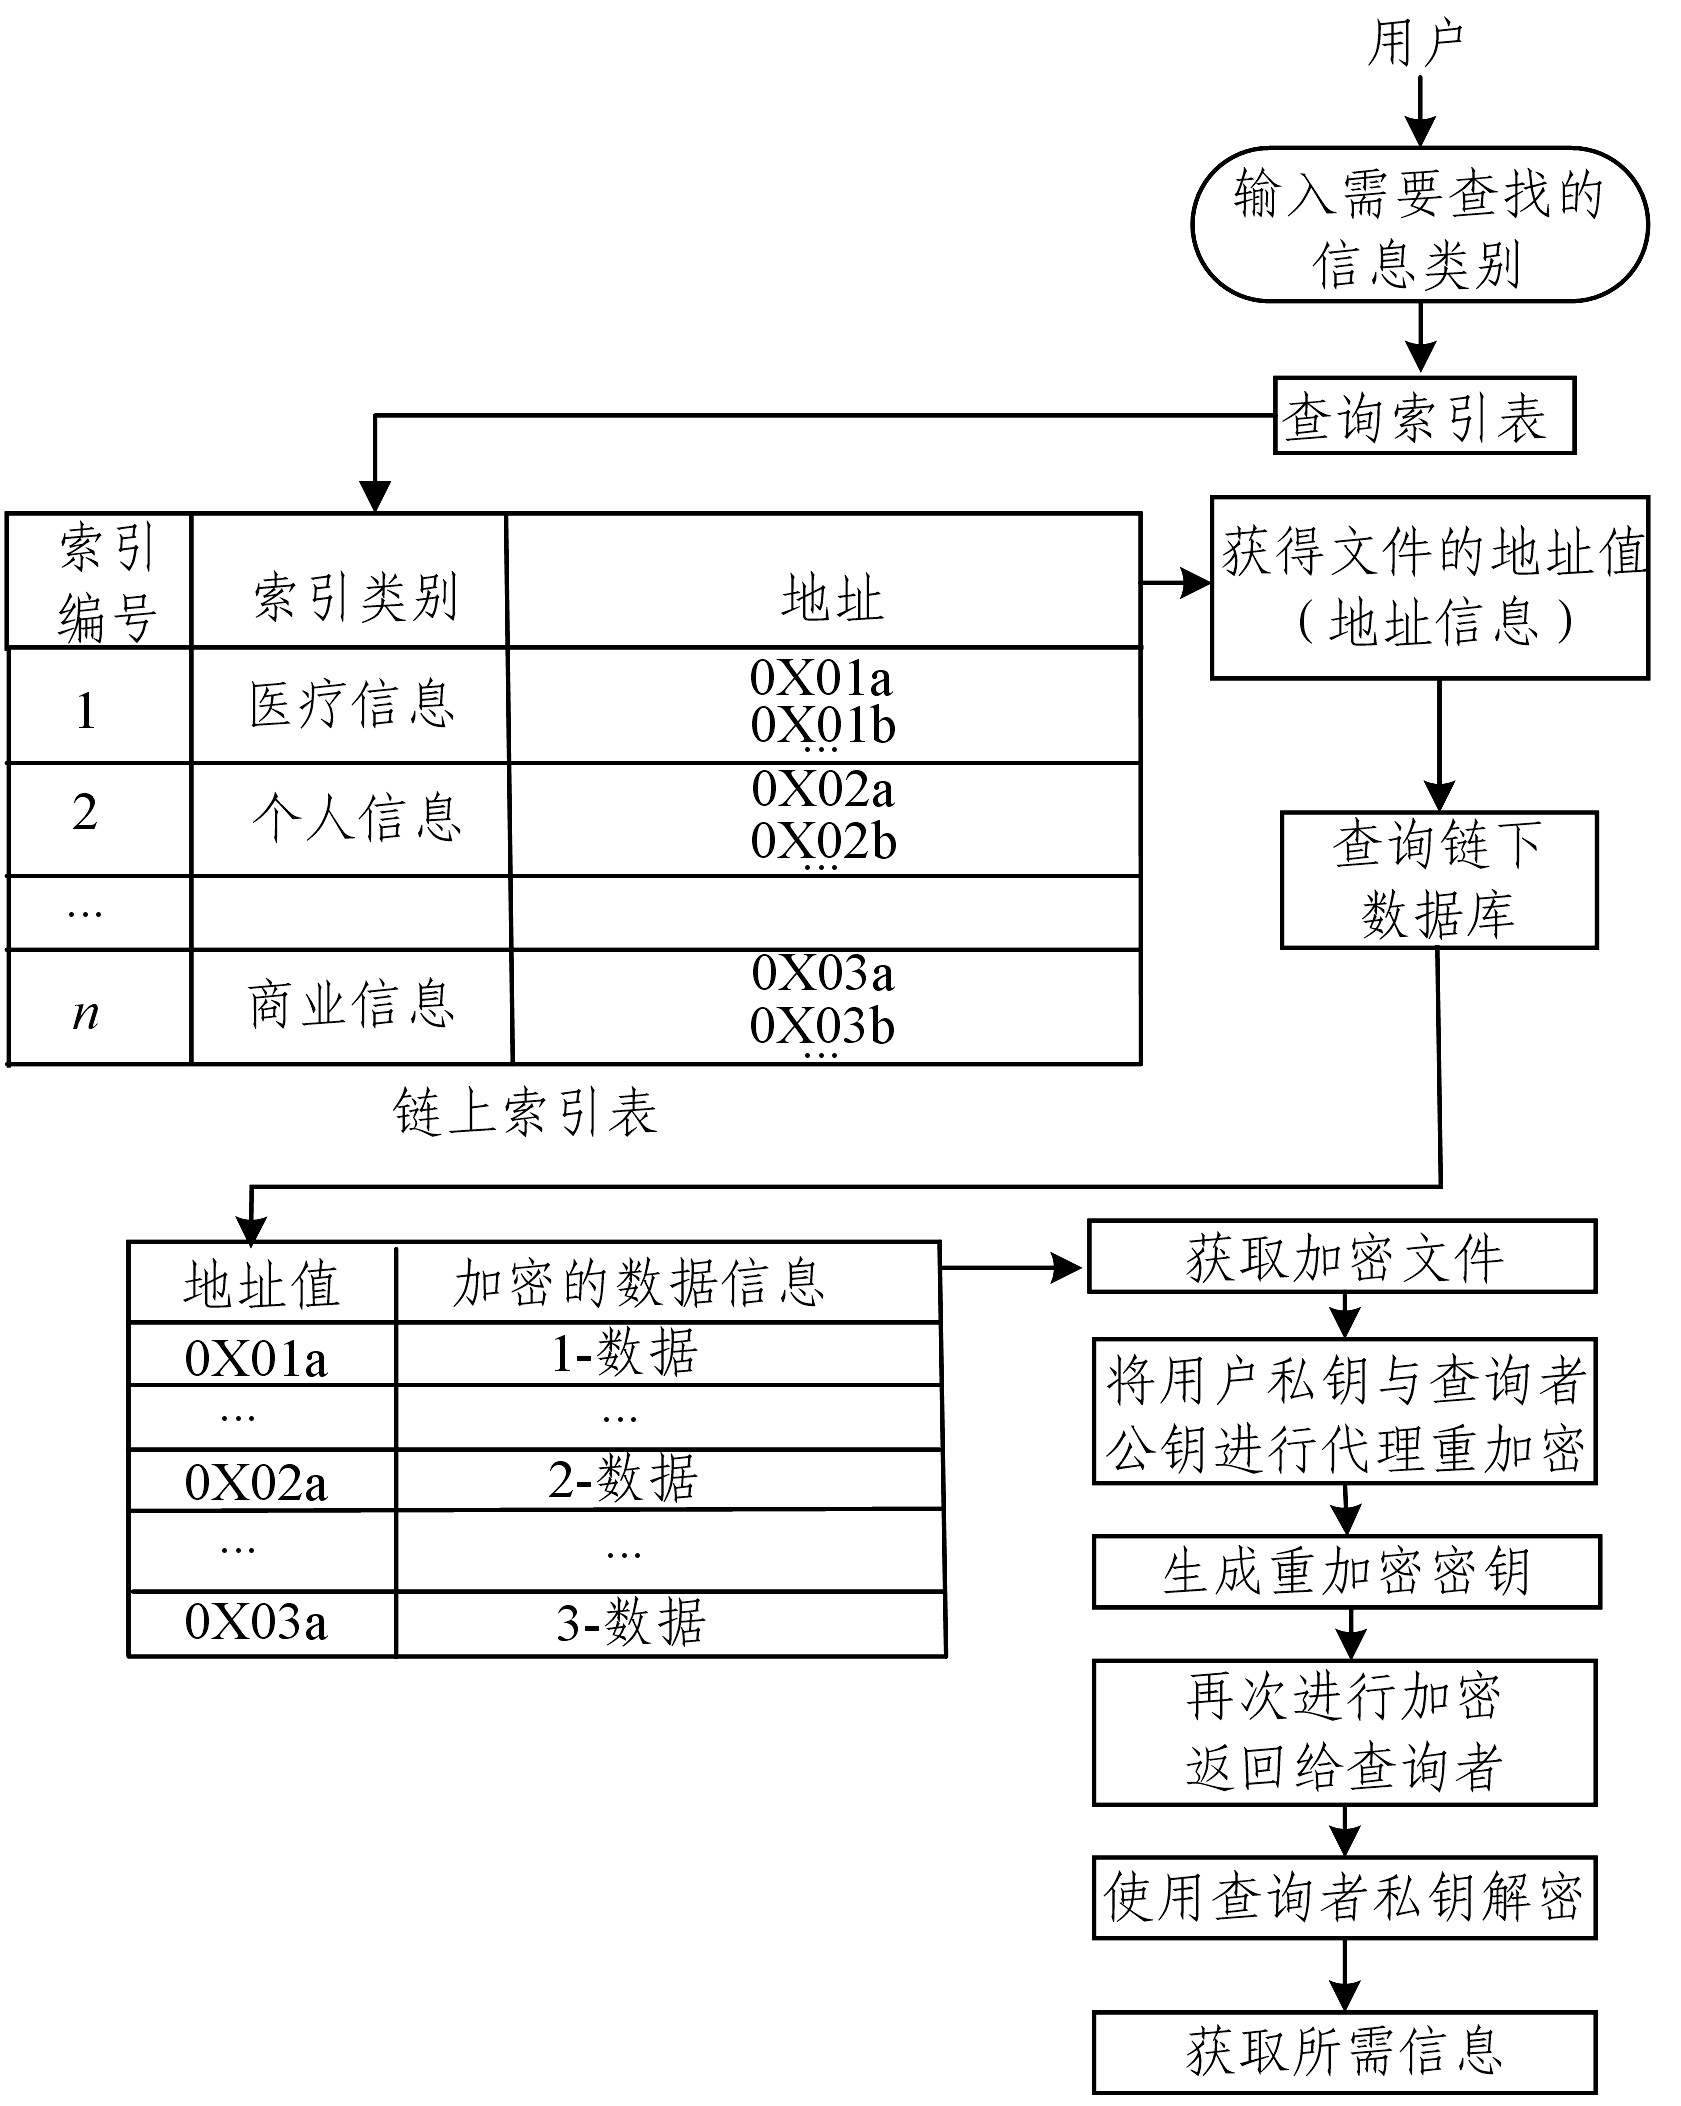 用户
输入需要查找的
信息类别
查询索引表
索引
编号
索引类别
地址
1
医疗信息
0X01a
0X01b
...
2
个人信息
0X02a
0X02b
...
...
n
商业信息
0X03a
0X03b
...
链上索引表
获得文件的地址值
（地址信息）
查询链下
数据库
地址值
加密的数据信息
0X01a
1-数据
...
...
0X02a
2-数据
...
...
0X03a
3-数据
获取加密文件
将用户私钥与查询者
公钥进行代理重加密
生成重加密密钥
再次进行加密
返回给查询者
使用查询者私钥解密
获取所需信息